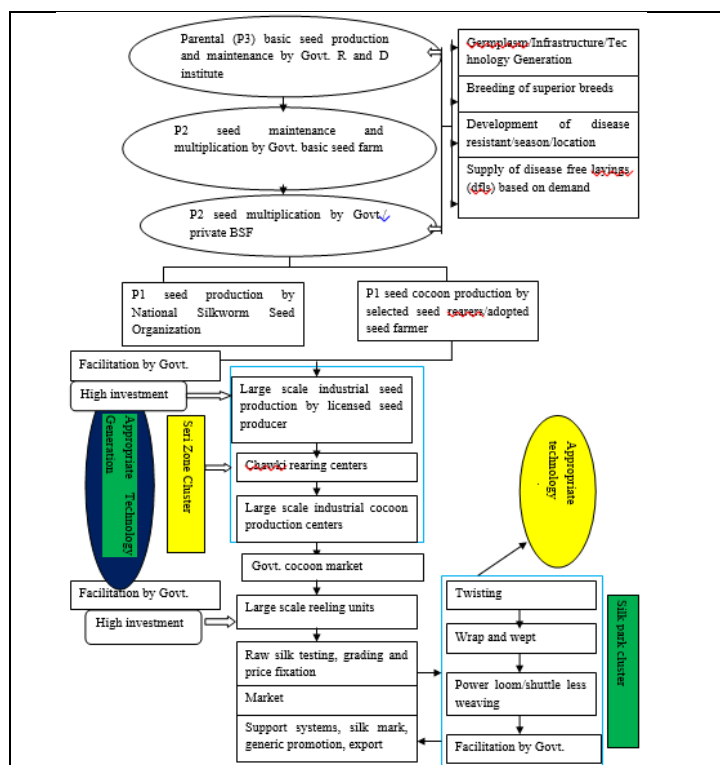 Parental (P3) basic seed production
and maintenance by Govt. R and D
institute
Germplasm/Infrastructure/Tec
hnology Generation
Breeding of superior breeds
Development of disease
resistant/season/location
Supply of disease free layings
(dfls) based on demand
P2 seed maintenance and
multiplication by Govt. basic seed farm
P2 seed multiplication by Govt./
private BSF
P1 seed production by
National Silkworm Seed
Organization
P1 seed cocoon production by
selected seed rearers/adopted
seed farmer
Facilitation by Govt.
High investment
Large scale industrial seed
production by licensed seed
producer
Appropriate Technology
Generation
Seri Zone Cluster
Chawki rearing centers
Large scale industrial cocoon
production centers
Appropriate
technology
Govt. cocoon market
Facilitation by Govt.
High investment
Large scale reeling units
Raw silk testing, grading and
price fixation
Market
Support systems, silk mark,
generic promotion, export
Twisting
Wrap and wept
Power loom/shuttle less
weaving
Facilitation by Govt.
Silk park cluster